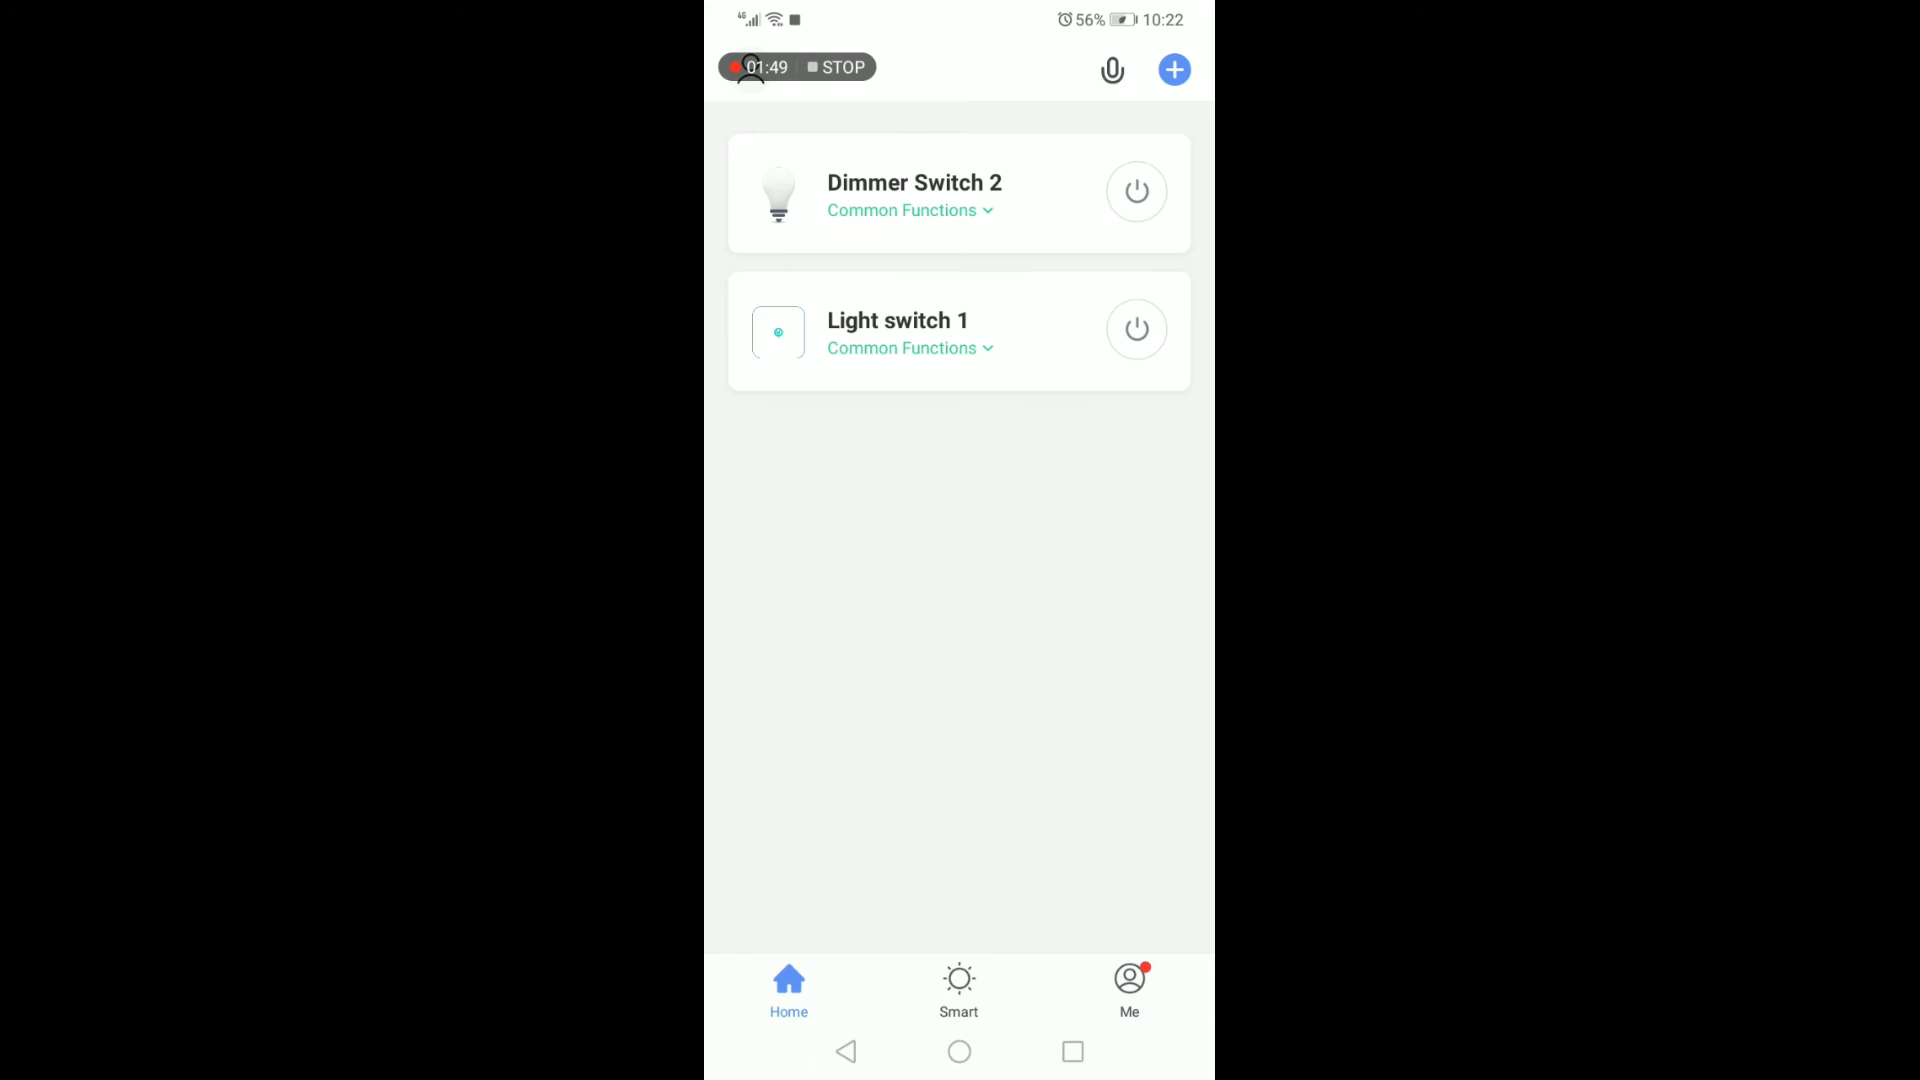 4G 56% 10:22
01:49 STOP
Dimmer Switch 2
Common Functions
Light switch 1
Common Functions
Home Smart Me